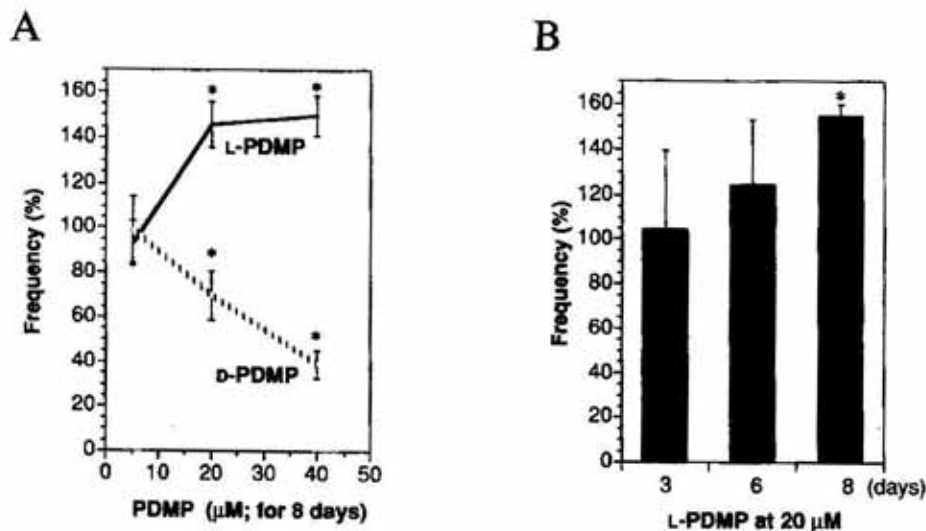 A
160
140
120
100
80
60
40
20
0
Frequency (%)
*
*
L-PDMP
*
*
D-PDMP
0 10 20 30 40 50
PDMP (µM; for 8 days)
B
160
140
120
100
80
60
40
20
0
Frequency (%)
*
3 6 8 (days)
L-PDMP at 20 µM